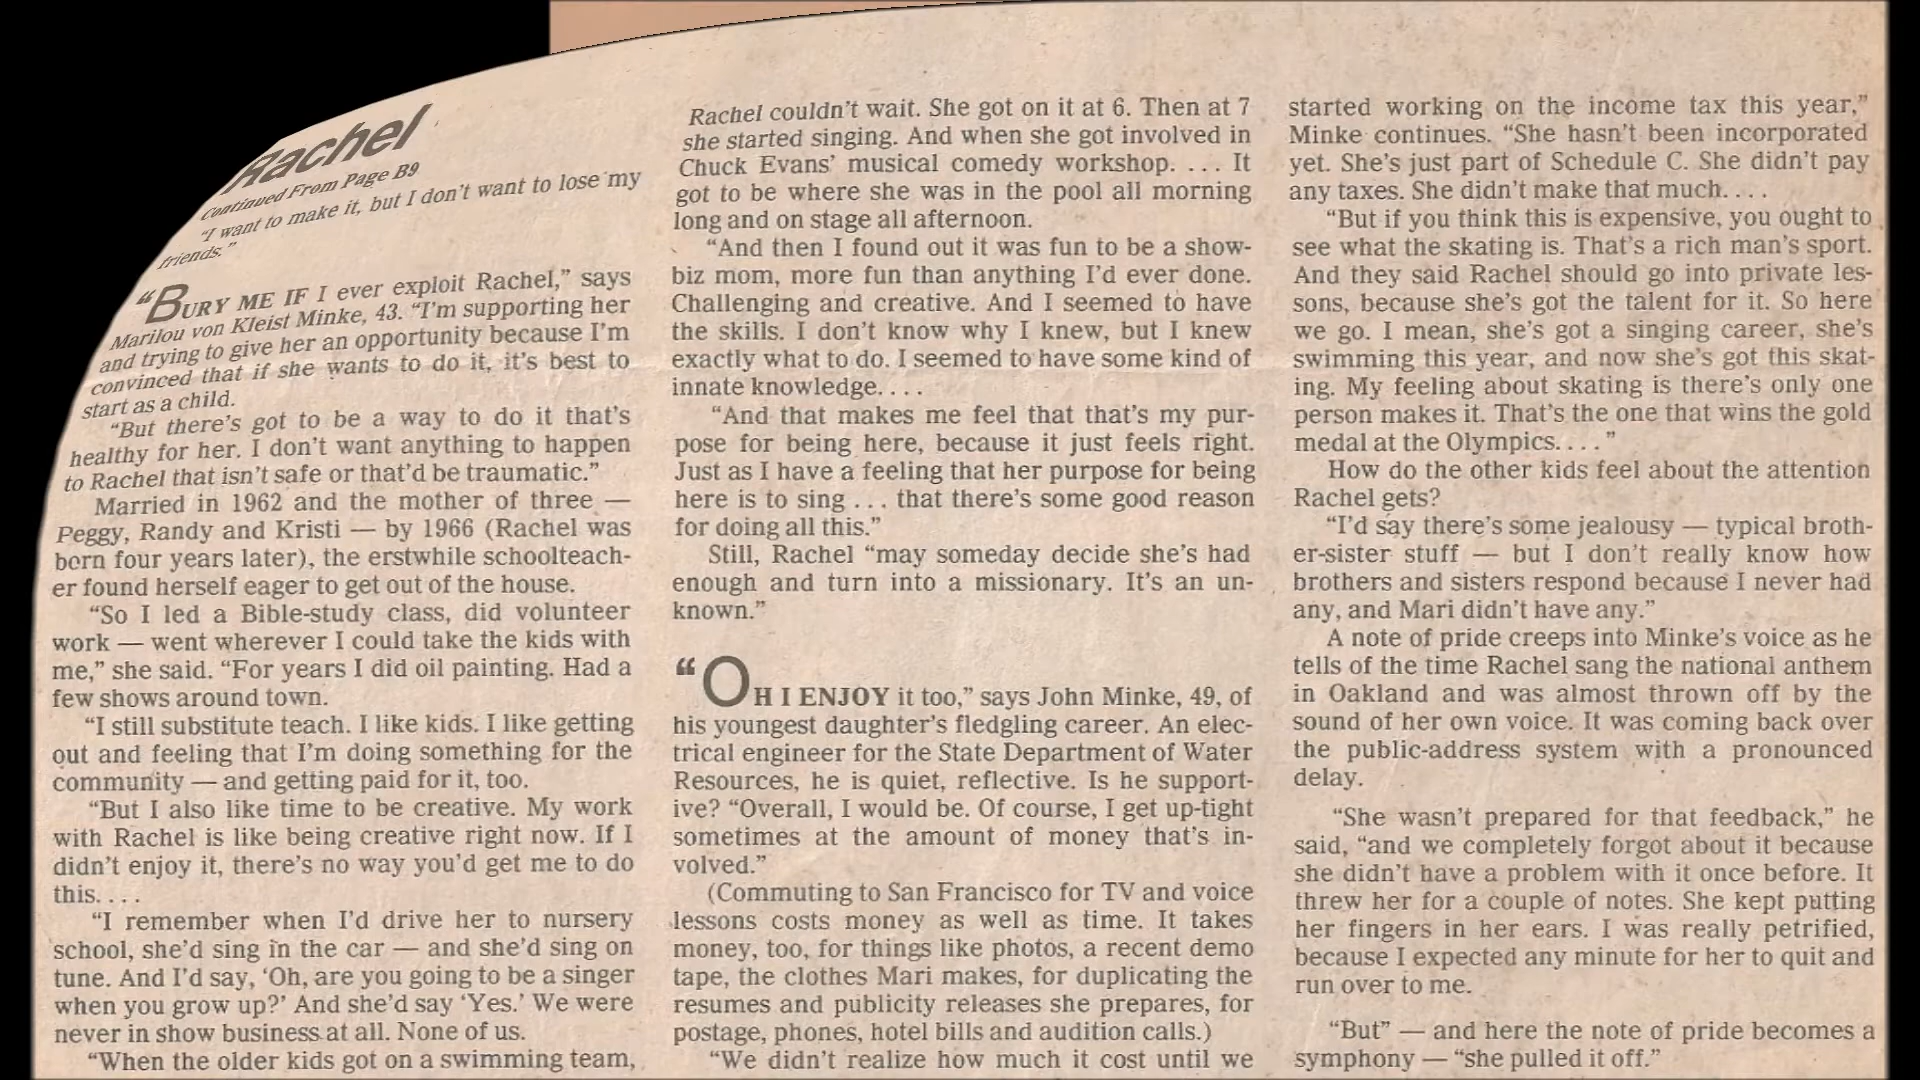 Rachel
Continued From Page B9
“I want to make it, but I don’t want to lose my
friends.”
“BURY ME IF I ever exploit Rachel,” says
Marilou von Kleist Minke, 43. “I’m supporting her
and trying to give her an opportunity because I’m
convinced that if she wants to do it, it’s best to
start as a child.
“But there’s got to be a way to do it that’s
healthy for her. I don’t want anything to happen
to Rachel that isn’t safe or that’d be traumatic.”
Married in 1962 and the mother of three —
Peggy, Randy and Kristi — by 1966 (Rachel was
born four years later), the erstwhile schoolteach-
er found herself eager to get out of the house.
“So I led a Bible-study class, did volunteer
work — went wherever I could take the kids with
me,” she said. “For years I did oil painting. Had a
few shows around town.
“I still substitute teach. I like kids. I like getting
out and feeling that I’m doing something for the
community — and getting paid for it, too.
“But I also like time to be creative. My work
with Rachel is like being creative right now. If I
didn’t enjoy it, there’s no way you’d get me to do
this. . . .
“I remember when I’d drive her to nursery
school, she’d sing in the car — and she’d sing on
tune. And I’d say, ‘Oh, are you going to be a singer
when you grow up?’ And she’d say ‘Yes.’ We were
never in show business at all. None of us.
“When the older kids got on a swimming team,
Rachel couldn’t wait. She got on it at 6. Then at 7
she started singing. And when she got involved in
Chuck Evans’ musical comedy workshop. . . . It
got to be where she was in the pool all morning
long and on stage all afternoon.
“And then I found out it was fun to be a show-
biz mom, more fun than anything I’d ever done.
Challenging and creative. And I seemed to have
the skills. I don’t know why I knew, but I knew
exactly what to do. I seemed to have some kind of
innate knowledge. . . .
“And that makes me feel that that’s my pur-
pose for being here, because it just feels right.
Just as I have a feeling that her purpose for being
here is to sing . . . that there’s some good reason
for doing all this.”
Still, Rachel “may someday decide she’s had
enough and turn into a missionary. It’s an un-
known.”
“OH I ENJOY it too,” says John Minke, 49, of
his youngest daughter’s fledgling career. An elec-
trical engineer for the State Department of Water
Resources, he is quiet, reflective. Is he support-
ive? “Overall, I would be. Of course, I get up-tight
sometimes at the amount of money that’s in-
volved.”
(Commuting to San Francisco for TV and voice
lessons costs money as well as time. It takes
money, too, for things like photos, a recent demo
tape, the clothes Mari makes, for duplicating the
resumes and publicity releases she prepares, for
postage, phones, hotel bills and audition calls.)
“We didn’t realize how much it cost until we
started working on the income tax this year,”
Minke continues. “She hasn’t been incorporated
yet. She’s just part of Schedule C. She didn’t pay
any taxes. She didn’t make that much. . . .
“But if you think this is expensive, you ought to
see what the skating is. That’s a rich man’s sport.
And they said Rachel should go into private les-
sons, because she’s got the talent for it. So here
we go. I mean, she’s got a singing career, she’s
swimming this year, and now she’s got this skat-
ing. My feeling about skating is there’s only one
person makes it. That’s the one that wins the gold
medal at the Olympics. . . . ”
How do the other kids feel about the attention
Rachel gets?
“I’d say there’s some jealousy — typical broth-
er-sister stuff — but I don’t really know how
brothers and sisters respond because I never had
any, and Mari didn’t have any.”
A note of pride creeps into Minke’s voice as he
tells of the time Rachel sang the national anthem
in Oakland and was almost thrown off by the
sound of her own voice. It was coming back over
the public-address system with a pronounced
delay.
“She wasn’t prepared for that feedback,” he
said, “and we completely forgot about it because
she didn’t have a problem with it once before. It
threw her for a couple of notes. She kept putting
her fingers in her ears. I was really petrified,
because I expected any minute for her to quit and
run over to me.
“But” — and here the note of pride becomes a
symphony — “she pulled it off.”